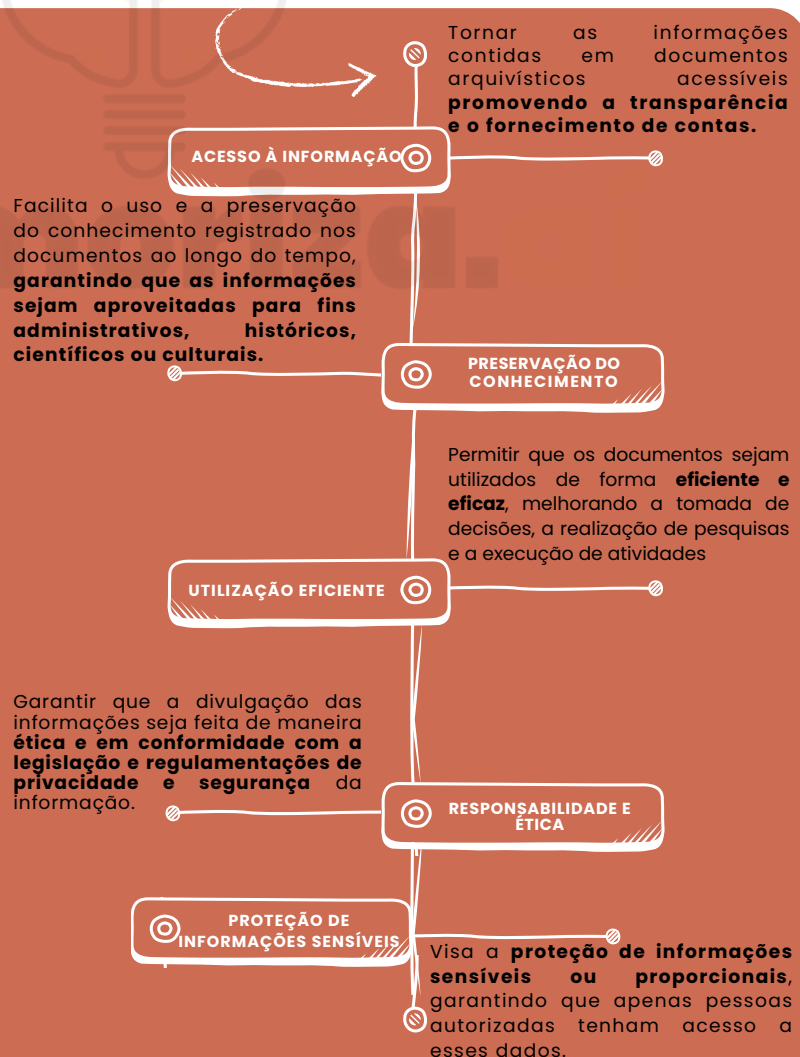 Tornar as informações
contidas em documentos
arquivísticos acessíveis
promovendo a transparência
e o fornecimento de contas.
ACESSO À INFORMAÇÃO
Facilita o uso e a preservação
do conhecimento registrado nos
documentos ao longo do tempo,
garantindo que as informações
sejam aproveitadas para fins
administrativos, históricos,
científicos ou culturais.
PRESERVAÇÃO DO
CONHECIMENTO
Permitir que os documentos sejam
utilizados de forma eficiente e
eficaz, melhorando a tomada de
decisões, a realização de pesquisas
e a execução de atividades
UTILIZAÇÃO EFICIENTE
Garantir que a divulgação das
informações seja feita de maneira
ética e em conformidade com a
legislação e regulamentações de
privacidade e segurança da
informação.
RESPONSABILIDADE E
ÉTICA
PROTEÇÃO DE
INFORMAÇÕES SENSÍVEIS
Visa a proteção de informações
sensíveis ou proporcionais,
garantindo que apenas pessoas
autorizadas tenham acesso a
esses dados.